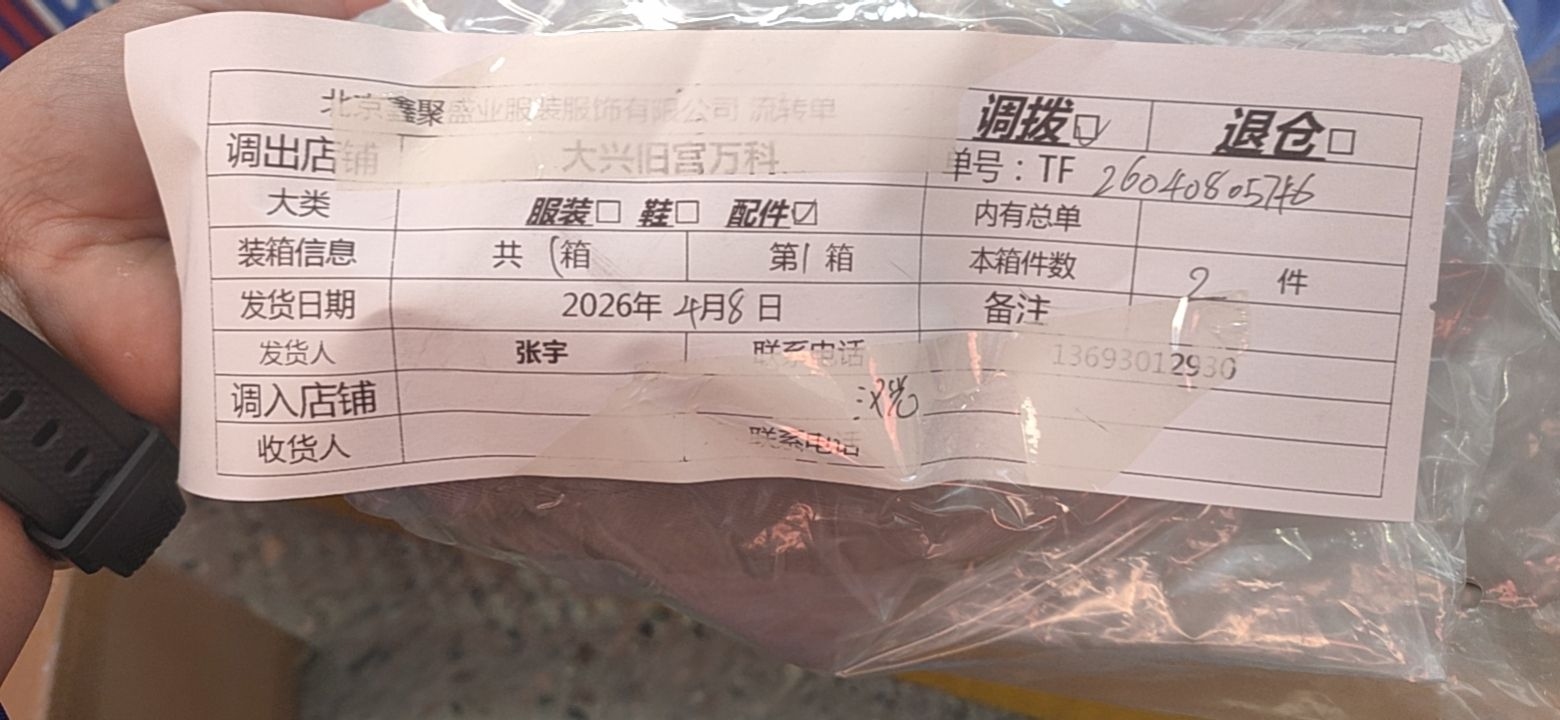 北京鑫聚盛业服装服饰有限公司 流转单 调拨☑ 退仓□
调出店铺 大兴旧宫万科 单号：TF 26040805746
大类 服装□ 鞋□ 配件☑ 内有总单
装箱信息 共 1 箱 第 1 箱 本箱件数 2 件
发货日期 2026年 4月 8 日 备注
发货人 张宇 联系电话 13693012930
调入店铺
收货人 联系电话